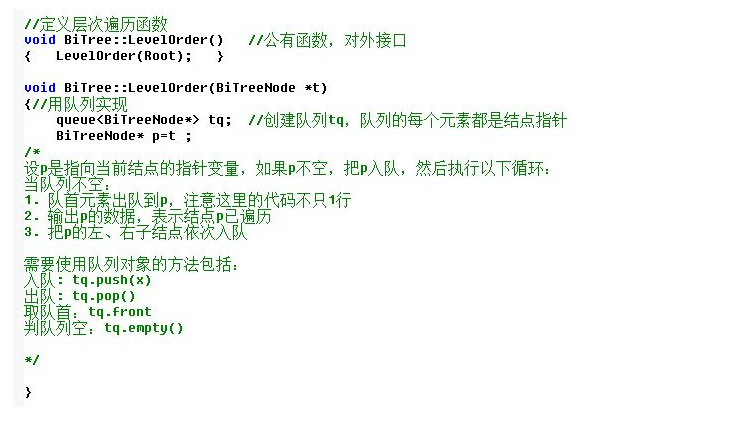 //定义层次遍历函数
void BiTree::LevelOrder()   //公有函数，对外接口
{   LevelOrder(Root);   }
void BiTree::LevelOrder(BiTreeNode *t)
{//用队列实现
    queue<BiTreeNode*> tq;  //创建队列tq，队列的每个元素都是结点指针
    BiTreeNode* p=t ;
/*
设p是指向当前结点的指针变量，如果p不空，把p入队，然后执行以下循环：
当队列不空：
1. 队首元素出队到p，注意这里的代码不只1行
2. 输出p的数据，表示结点p已遍历
3. 把p的左、右子结点依次入队
需要使用队列对象的方法包括：
入队: tq.push(x)
出队: tq.pop()
取队首：tq.front
判队列空：tq.empty()
*/
}